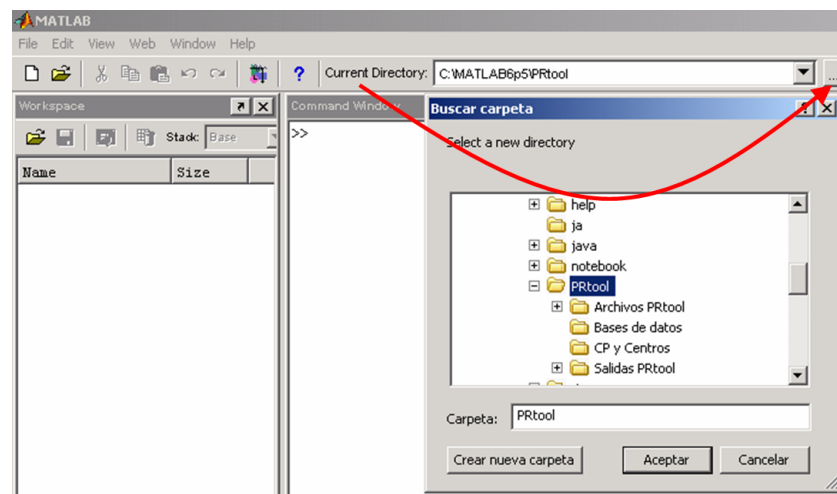 MATLAB
File Edit View Web Window Help
? Current Directory: C:\MATLAB6p5\PRtool ...
Workspace
Stack: Base
Name Size
Command Window
>>
Buscar carpeta
Select a new directory
help
ja
java
notebook
PRtool
Archivos PRtool
Bases de datos
CP y Centros
Salidas PRtool
Carpeta: PRtool
Crear nueva carpeta Aceptar Cancelar